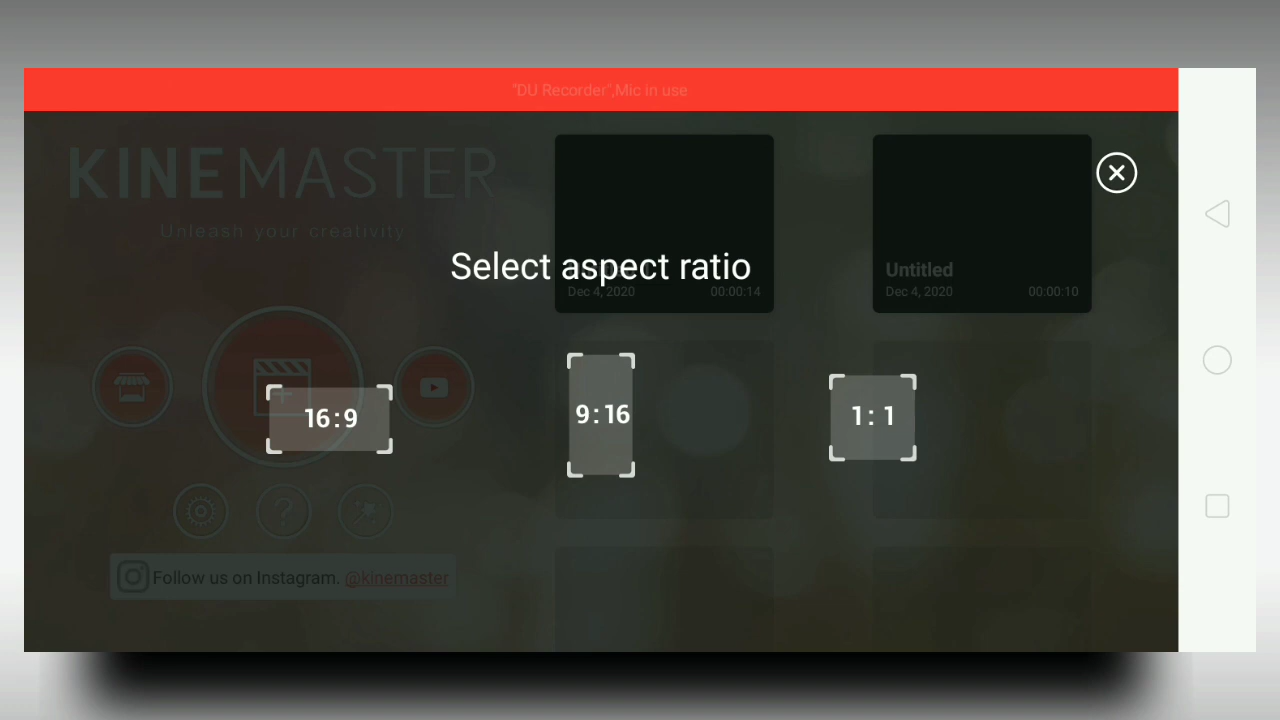 "DU Recorder",Mic in use
KINEMASTER
Unleash your creativity
Select aspect ratio
Dec 4, 2020 00:00:14
Untitled
Dec 4, 2020 00:00:10
16:9
9:16
1:1
?
Follow us on Instagram. @kinemaster